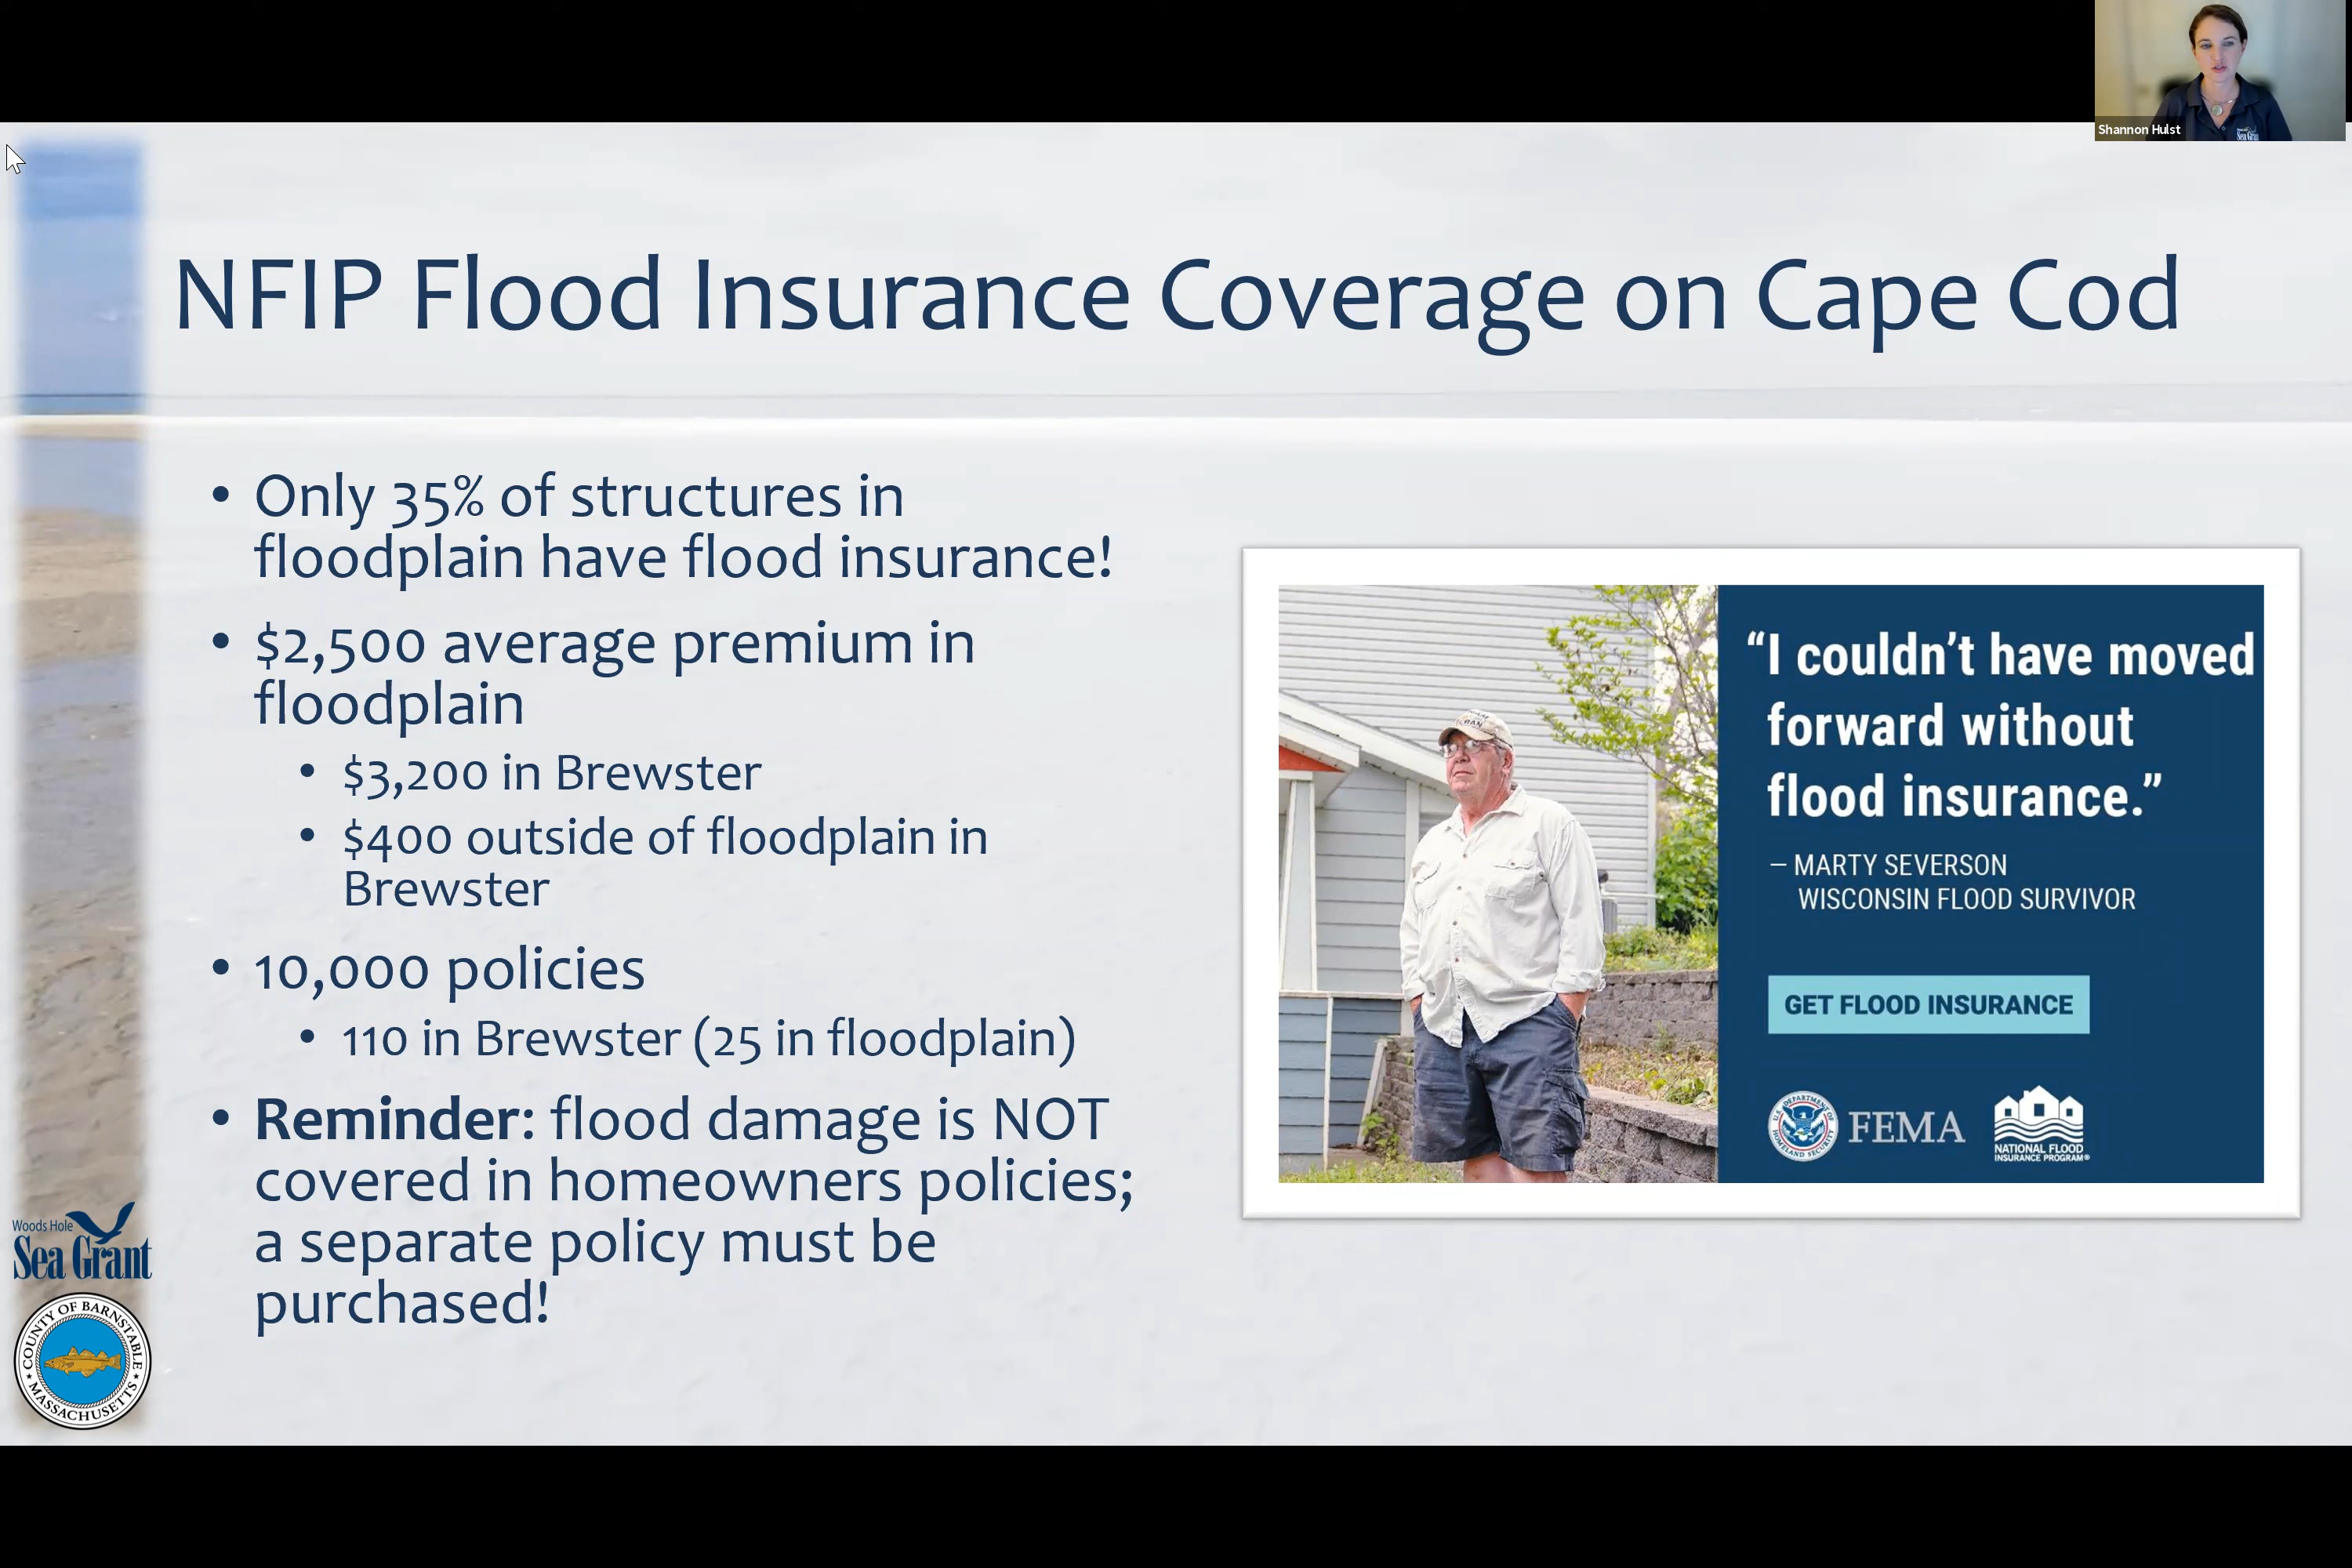 Shannon Hulst
NFIP Flood Insurance Coverage on Cape Cod
• Only 35% of structures in
floodplain have flood insurance!
• $2,500 average premium in
floodplain
• $3,200 in Brewster
• $400 outside of floodplain in
Brewster
• 10,000 policies
• 110 in Brewster (25 in floodplain)
• Reminder: flood damage is NOT
covered in homeowners policies;
a separate policy must be
purchased!
“I couldn’t have moved
forward without
flood insurance.”
– MARTY SEVERSON
WISCONSIN FLOOD SURVIVOR
GET FLOOD INSURANCE
U.S. DEPARTMENT OF
HOMELAND SECURITY
FEMA
NATIONAL FLOOD
INSURANCE PROGRAM®
Woods Hole
Sea Grant
COUNTY OF BARNSTABLE
MASSACHUSETTS